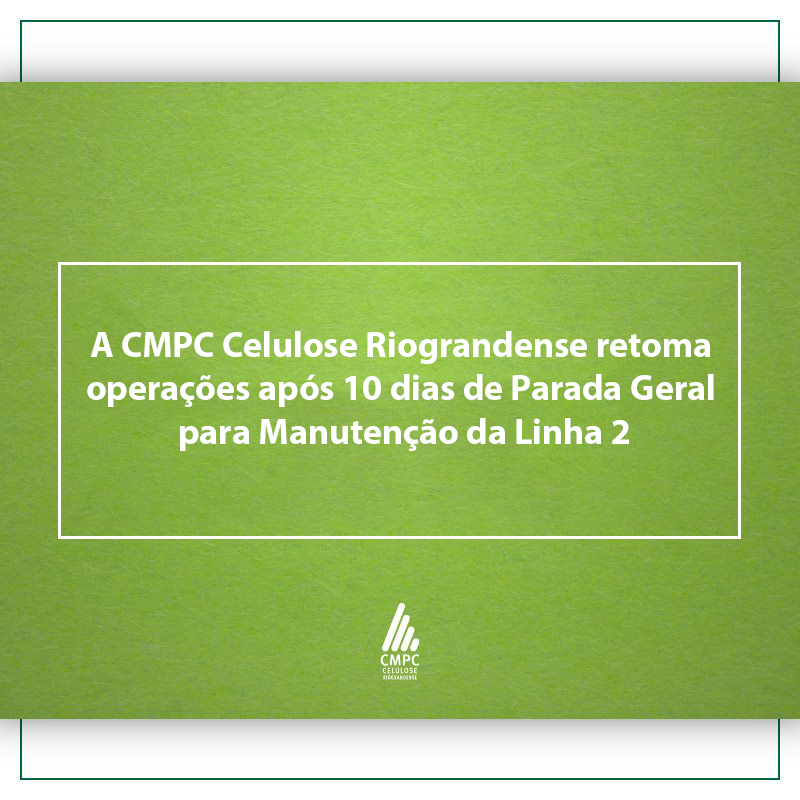 A CMPC Celulose Riograndense retoma
operações após 10 dias de Parada Geral
para Manutenção da Linha 2
CMPC
CELULOSE
RIOGRANDENSE